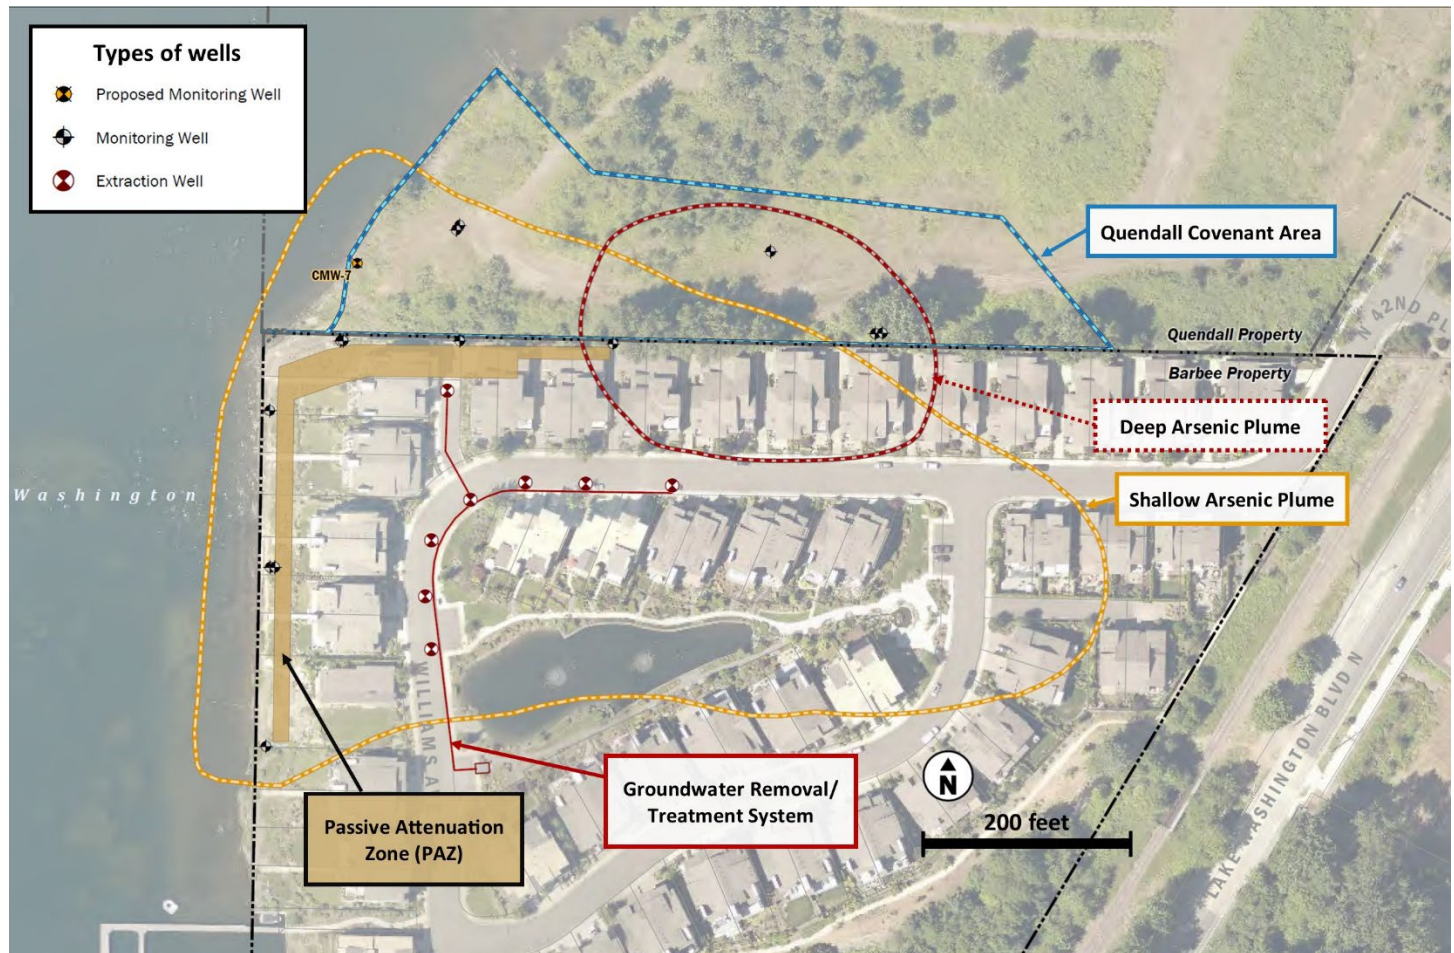 Types of wells
Proposed Monitoring Well
Monitoring Well
Extraction Well
CMW-7
Quendall Covenant Area
N 42ND PL
Quendall Property
Barbee Property
Deep Arsenic Plume
Shallow Arsenic Plume
Washington
WILLIAMS A
Groundwater Removal/
Treatment System
Passive Attenuation
Zone (PAZ)
N
200 feet
LAKE WASHINGTON BLVD N